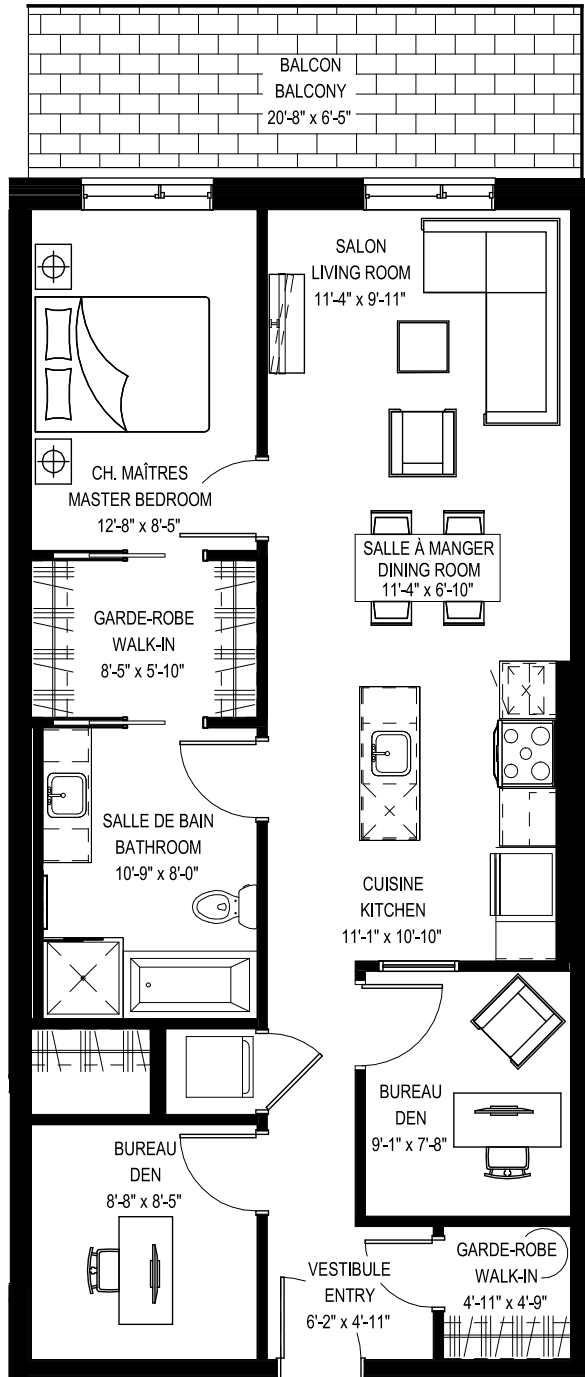 BALCON
BALCONY
20'-8" x 6'-5"
SALON
LIVING ROOM
11'-4" x 9'-11"
CH. MAÎTRES
MASTER BEDROOM
12'-8" x 8'-5"
SALLE À MANGER
DINING ROOM
11'-4" x 6'-10"
GARDE-ROBE
WALK-IN
8'-5" x 5'-10"
SALLE DE BAIN
BATHROOM
10'-9" x 8'-0"
CUISINE
KITCHEN
11'-1" x 10'-10"
BUREAU
DEN
9'-1" x 7'-8"
BUREAU
DEN
8'-8" x 8'-5"
VESTIBULE
ENTRY
6'-2" x 4'-11"
GARDE-ROBE
WALK-IN
4'-11" x 4'-9"